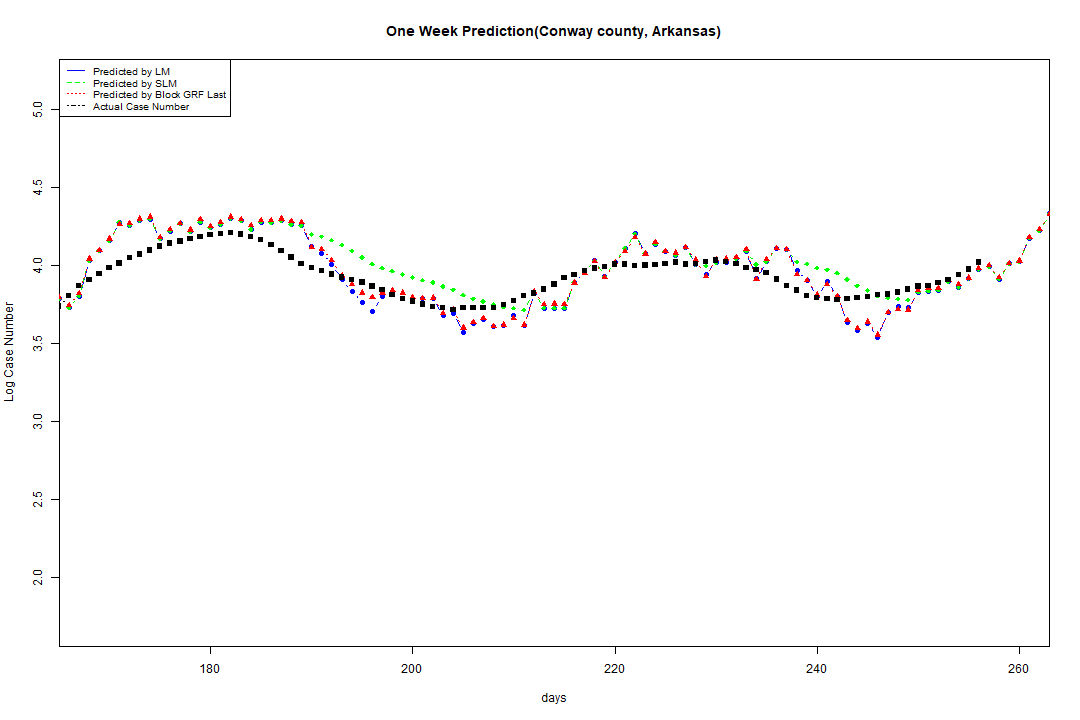 One Week Prediction(Conway county, Arkansas)
Predicted by LM
Predicted by SLM
Predicted by Block GRF Last
Actual Case Number
5.0
4.5
4.0
3.5
3.0
2.5
2.0
Log Case Number
180 200 220 240 260
days